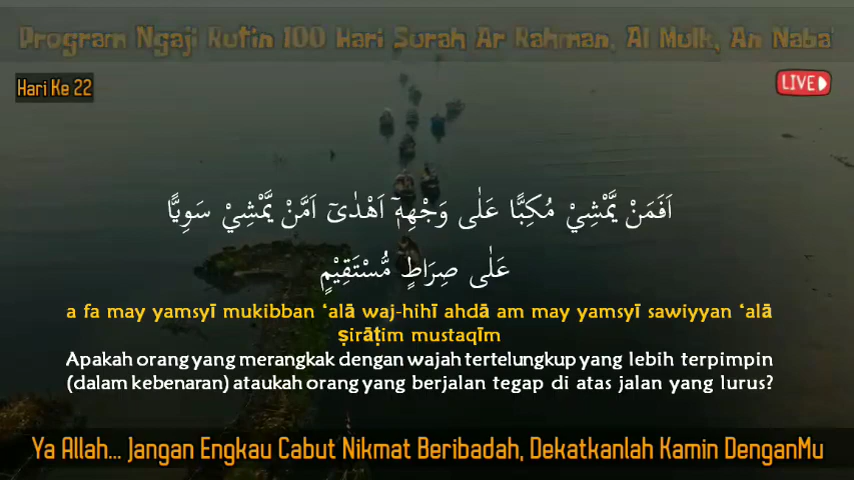 Program Ngaji Rutin 100 Hari Surah Ar Rahman, Al Mulk, An Naba'
Hari Ke 22
LIVE
اَفَمَنْ يَّمْشِيْ مُكِبًّا عَلٰى وَجْهِهٖٓ اَهْدٰىٓ اَمَّنْ يَّمْشِيْ سَوِيًّا
عَلٰى صِرَاطٍ مُّسْتَقِيْمٍ
a fa may yamsyī mukibban ‘alā waj-hihī ahdā am may yamsyī sawiyyan ‘alā
ṣirāṭim mustaqīm
Apakah orang yang merangkak dengan wajah tertelungkup yang lebih terpimpin
(dalam kebenaran) ataukah orang yang berjalan tegap di atas jalan yang lurus?
Ya Allah... Jangan Engkau Cabut Nikmat Beribadah, Dekatkanlah Kamin DenganMu